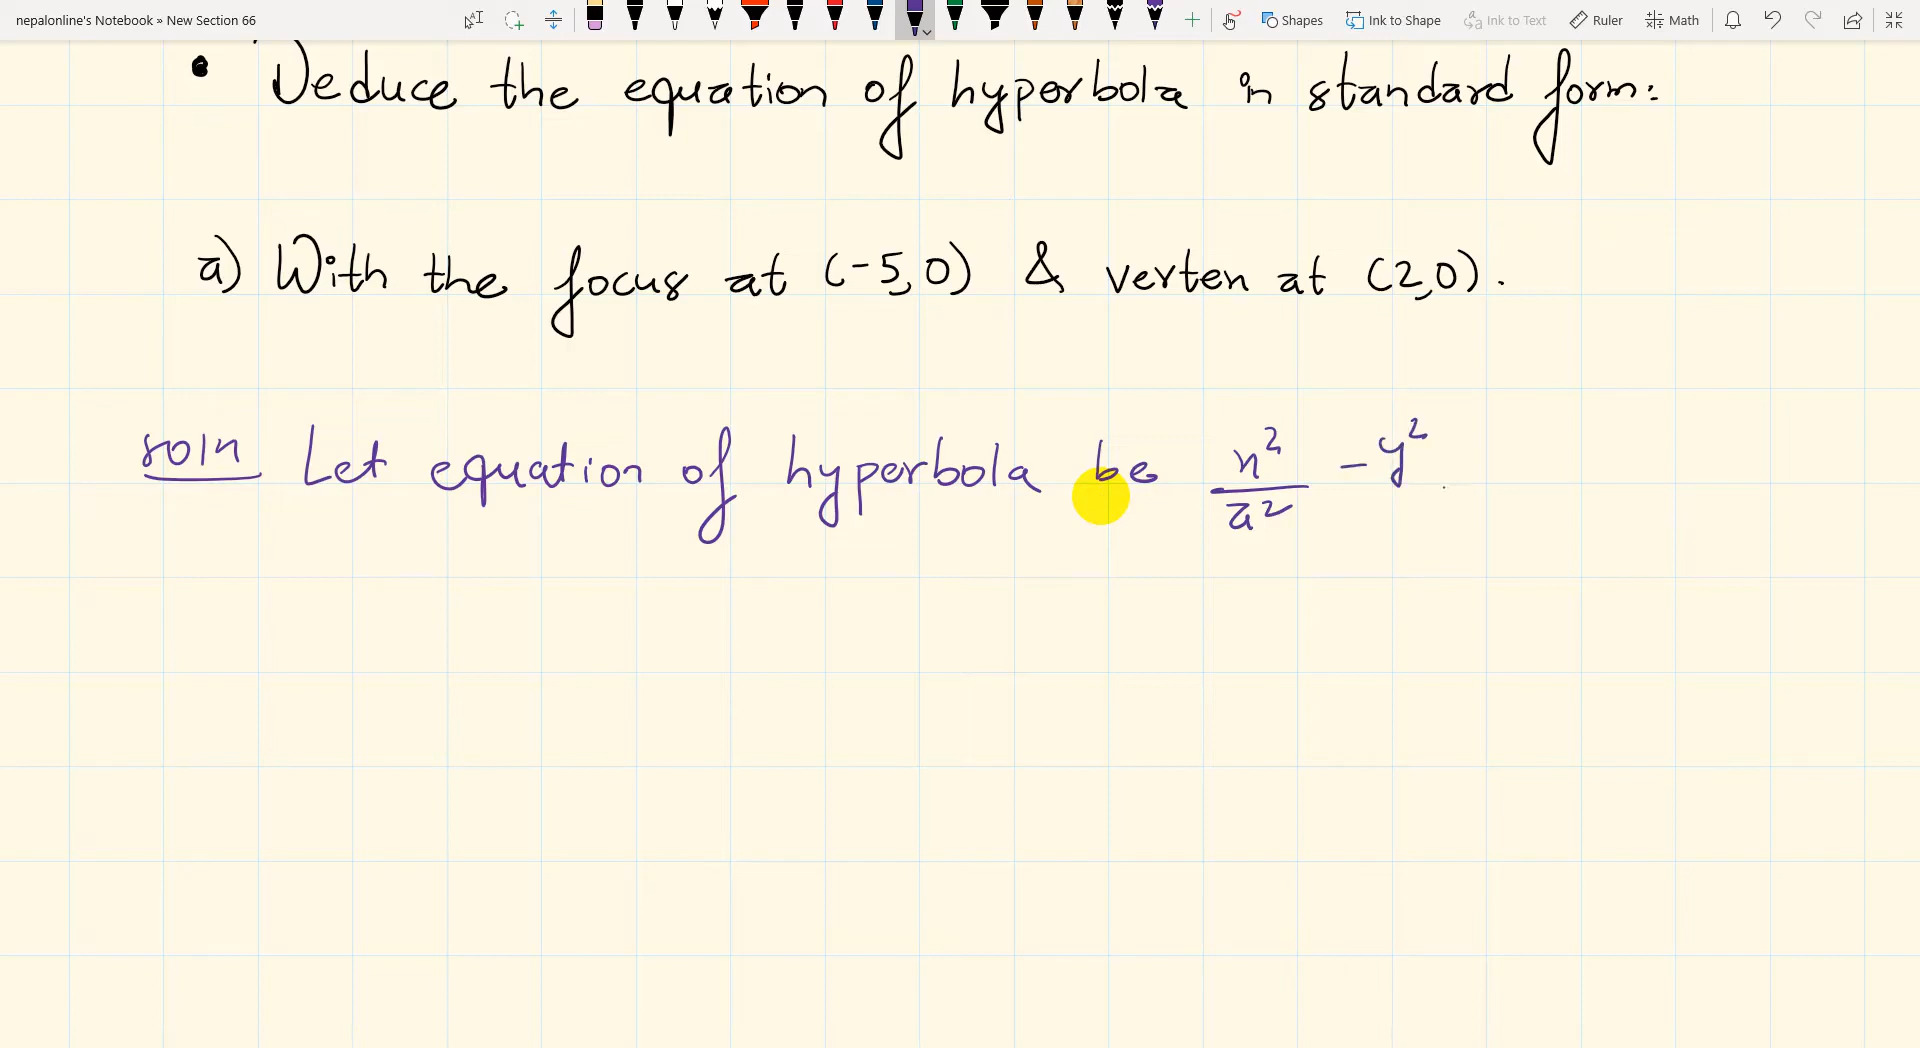 nepalonline's Notebook » New Section 66
Shapes Ink to Shape Ink to Text Ruler Math
• Deduce the equation of hyperbola in standard form:
a) With the focus at (-5,0) & verten at (2,0).
soln Let equation of hyperbola be x²/a² - y²